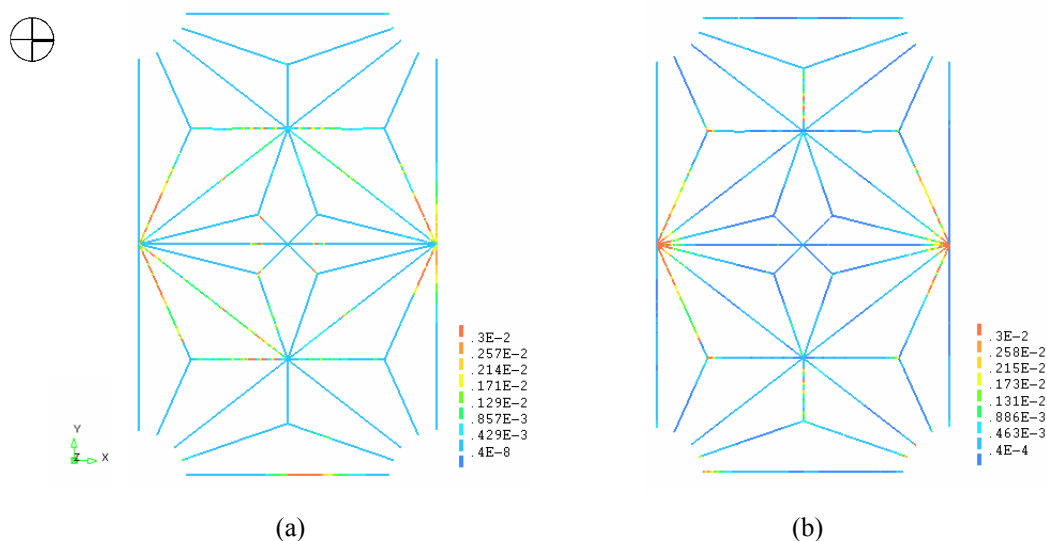 .3E-2
.257E-2
.214E-2
.171E-2
.129E-2
.857E-3
.429E-3
.4E-8
Y
Z X
(a)
.3E-2
.258E-2
.215E-2
.173E-2
.131E-2
.886E-3
.463E-3
.4E-4
(b)